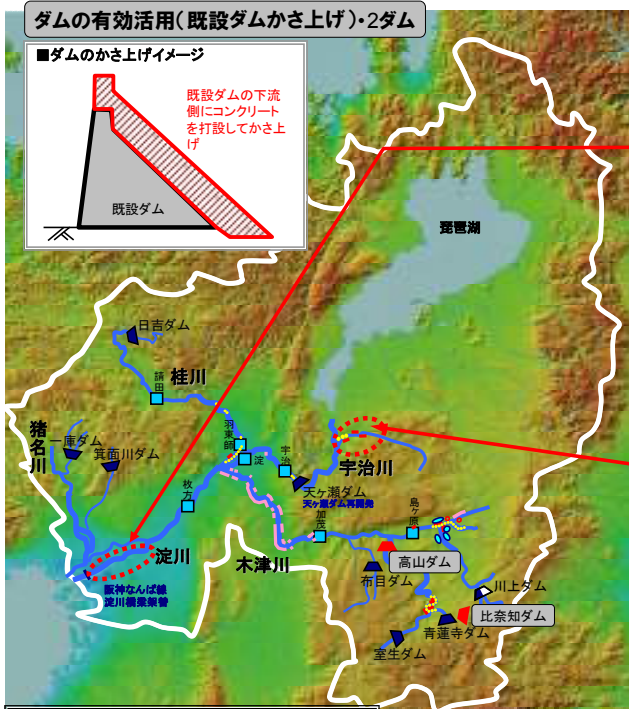 ダムの有効活用(既設ダムかさ上げ)・2ダム
■ダムのかさ上げイメージ
既設ダムの下流
側にコンクリート
を打設してかさ上
げ
既設ダム
琵琶湖
日吉ダム
請田
桂川
猪名川
一庫ダム
箕面川ダム
羽束師
淀
宇治
宇治川
天ヶ瀬ダム
天ヶ瀬ダム再開発
枚方
淀川
阪神なんば線
淀川橋梁架替
木津川
加茂
島ヶ原
高山ダム
布目ダム
川上ダム
比奈知ダム
青蓮寺ダム
室生ダム